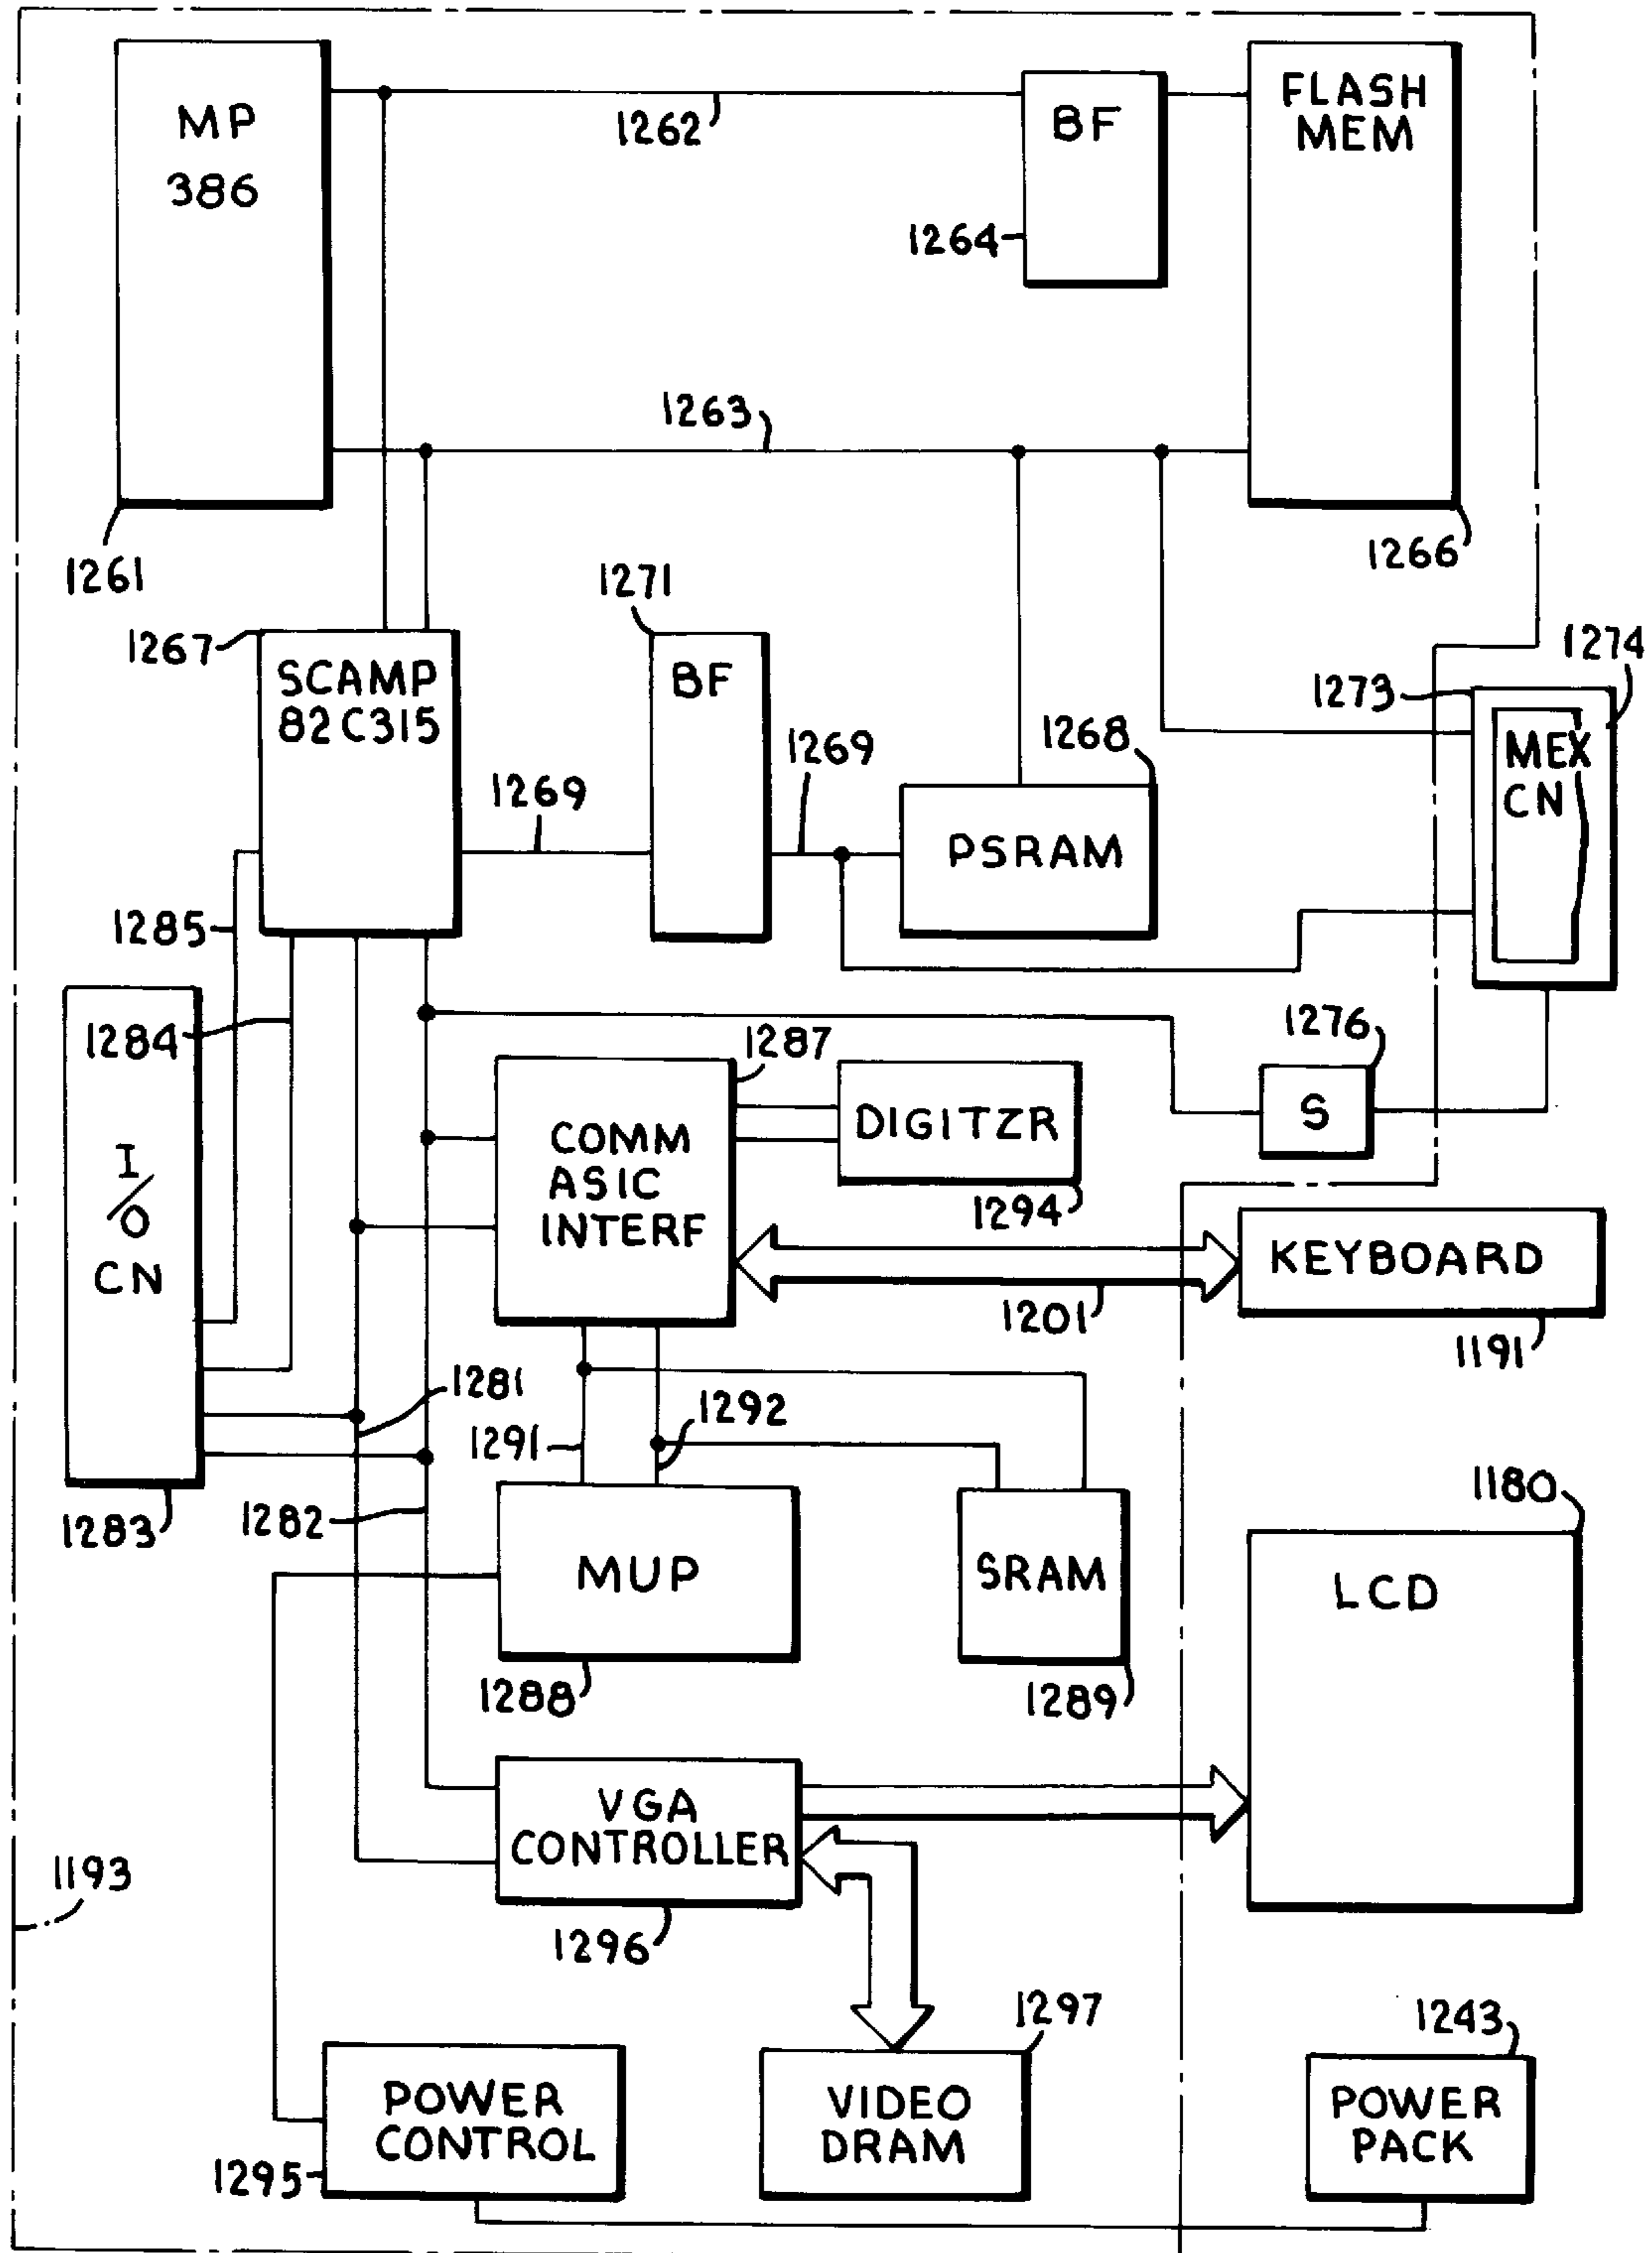 MP
386
1262
BF
1264
FLASH
MEM
1263
1261
1266
1271
1267
SCAMP
82C315
BF
1274
1273
MEX
CN
1268
1269
1269
PSRAM
1285
1284
1276
S
1287
COMM
ASIC
INTERF
DIGITZR
1294
I/O
CN
KEYBOARD
1201
1191
1281
1292
1291
1283
1282
1180
MUP
SRAM
LCD
1288
1289
VGA
CONTROLLER
1193
1296
1297
1243
POWER
CONTROL
VIDEO
DRAM
POWER
PACK
1295